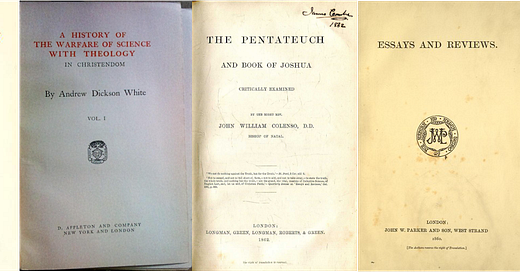 A HISTORY OF
THE WARFARE OF SCIENCE
WITH THEOLOGY
IN CHRISTENDOM
By Andrew Dickson White
VOL. I
D. APPLETON AND COMPANY
NEW YORK AND LONDON
1882
THE PENTATEUCH
AND BOOK OF JOSHUA
CRITICALLY EXAMINED
BY THE RIGHT REV.
JOHN WILLIAM COLENSO, D.D.
BISHOP OF NATAL.
LONDON:
LONGMAN, GREEN, LONGMAN, ROBERTS, & GREEN.
1862.
ESSAYS AND REVIEWS.
LONDON:
JOHN W. PARKER AND SON, WEST STRAND
1860.